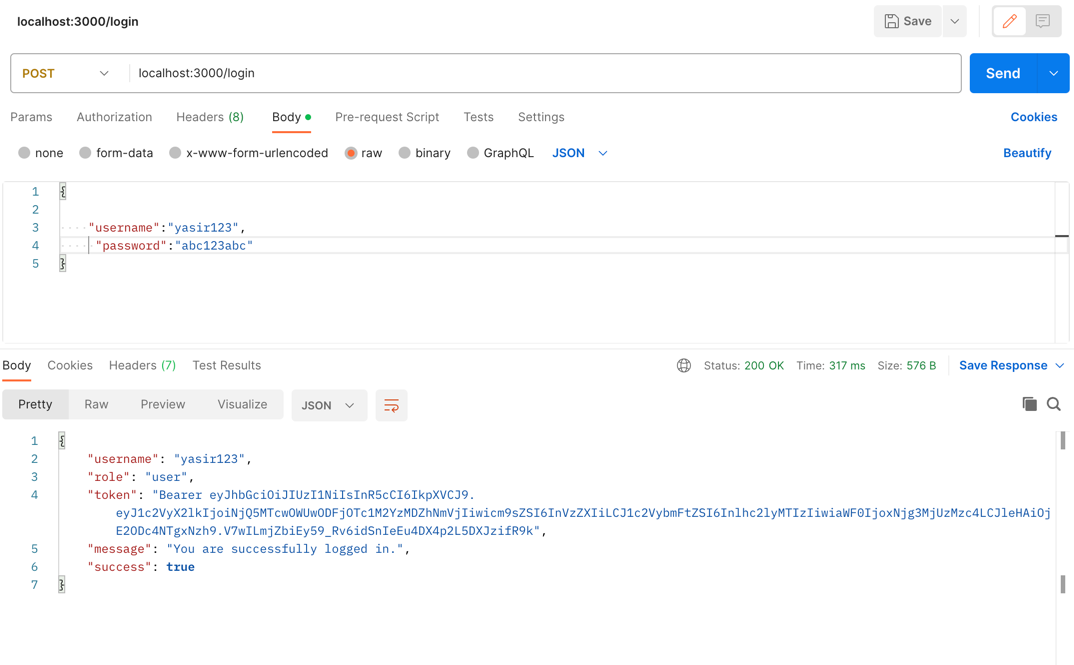 localhost:3000/login
Save
POST localhost:3000/login Send
Params Authorization Headers (8) Body Pre-request Script Tests Settings Cookies
none form-data x-www-form-urlencoded raw binary GraphQL JSON Beautify
1 {
2
3 "username":"yasir123",
4 "password":"abc123abc"
5 }
Body Cookies Headers (7) Test Results Status: 200 OK Time: 317 ms Size: 576 B Save Response
Pretty Raw Preview Visualize JSON
1 {
2 "username": "yasir123",
3 "role": "user",
4 "token": "Bearer eyJhbGciOiJIUzI1NiIsInR5cCI6IkpXVCJ9.
eyJ1c2VyX2lkIjoiNjQ5MTcwOWUwODFjOTc1M2YzMDZhNmVjIiwicm9sZSI6InVzZXIiLCJ1c2VybmFtZSI6Inlhc2lyMTIzIiwiaWF0IjoxNjg3MjUzMzc4LCJleHAiOj
E2ODc4NTgxNzh9.V7wILmjZbiEy59_Rv6idSnIeEu4DX4p2L5DXJzifR9k",
5 "message": "You are successfully logged in.",
6 "success": true
7 }